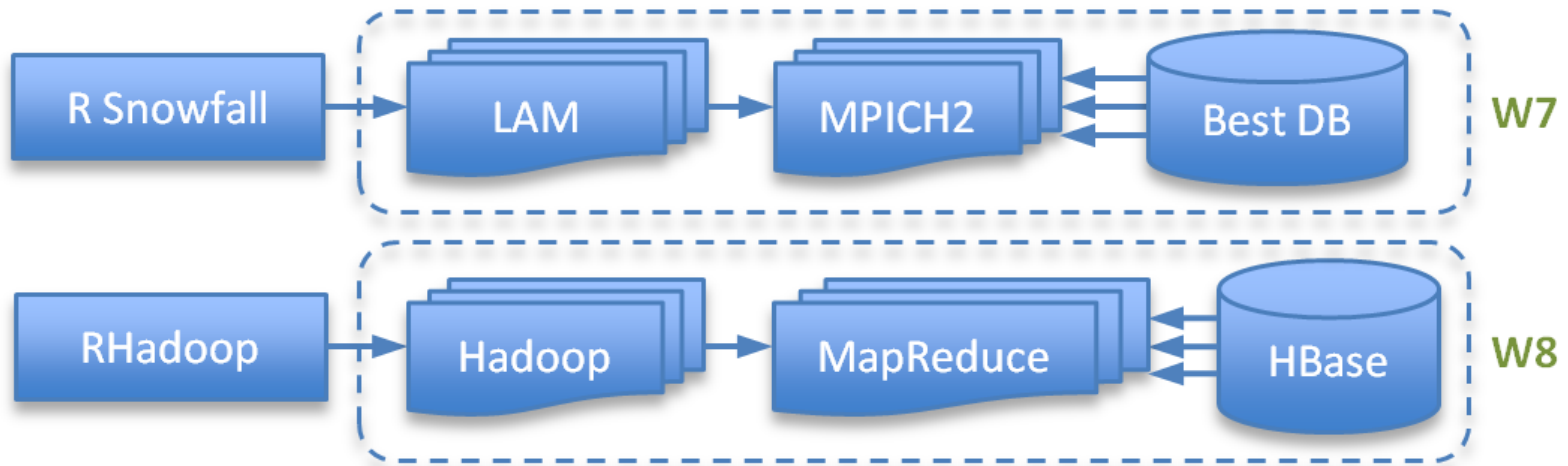 R Snowfall
LAM
MPICH2
Best DB
W7
RHadoop
Hadoop
MapReduce
HBase
W8